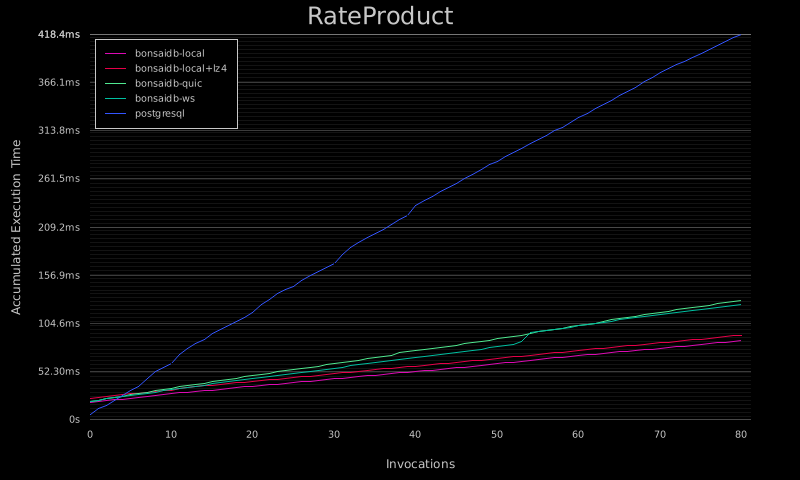 RateProduct
418.4ms
bonsaidb-local
bonsaidb-local+lz4
bonsaidb-quic
bonsaidb-ws
postgresql
366.1ms
313.8ms
261.5ms
209.2ms
156.9ms
104.6ms
52.30ms
0s
Accumulated Execution Time
0 10 20 30 40 50 60 70 80
Invocations